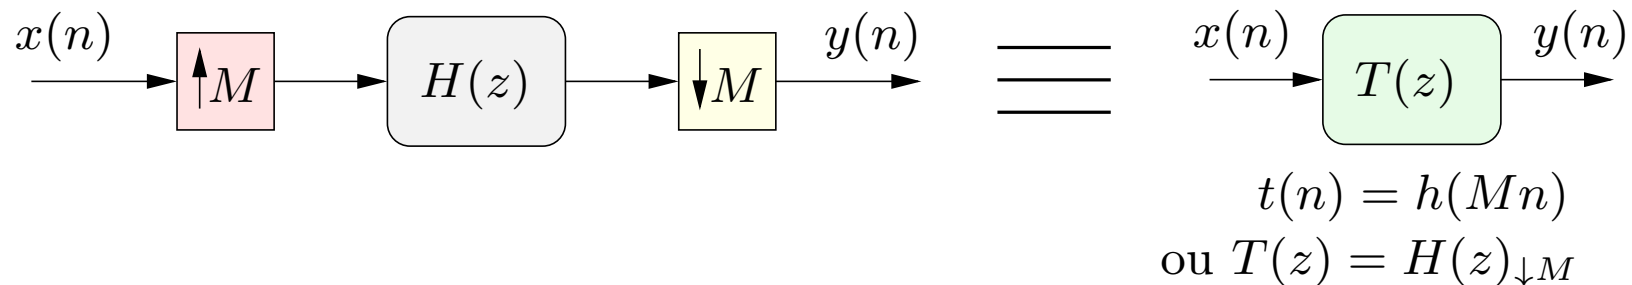 x(n) ↑M H(z) ↓M y(n) x(n) T(z) y(n)
t(n) = h(Mn)
ou T(z) = H(z)↓M